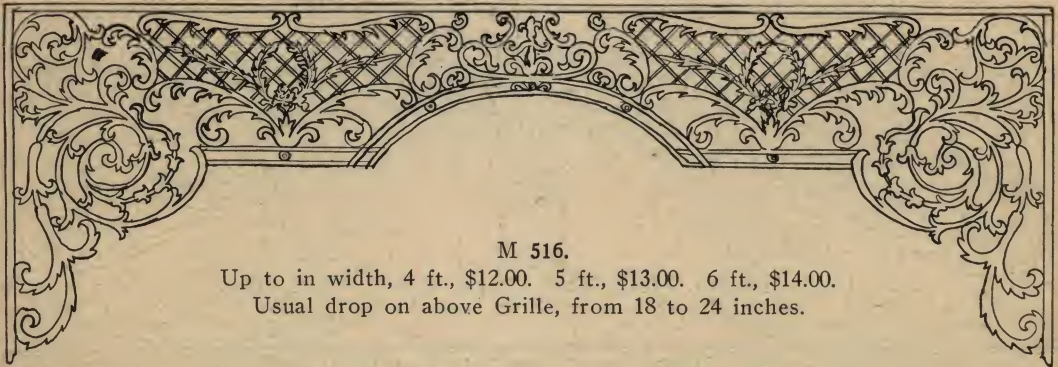 M 516.
Up to in width, 4 ft., $12.00. 5 ft., $13.00. 6 ft., $14.00.
Usual drop on above Grille, from 18 to 24 inches.